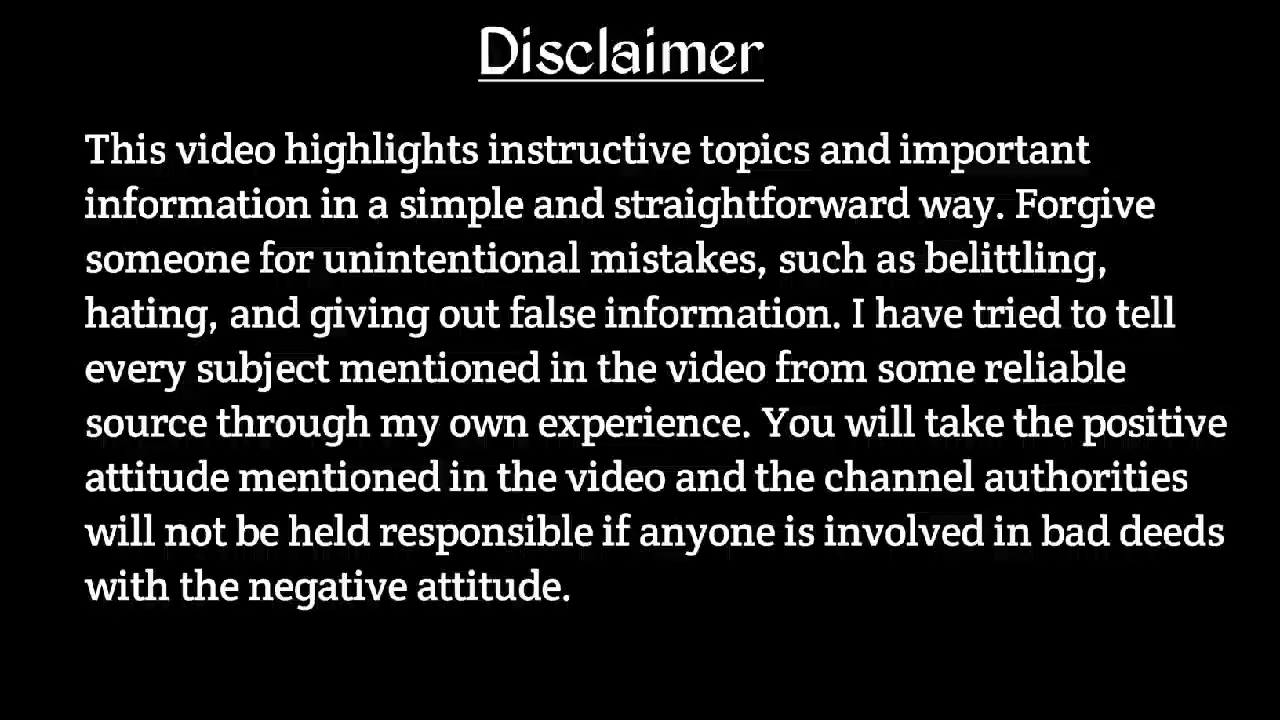 Disclaimer
This video highlights instructive topics and important
information in a simple and straightforward way. Forgive
someone for unintentional mistakes, such as belittling,
hating, and giving out false information. I have tried to tell
every subject mentioned in the video from some reliable
source through my own experience. You will take the positive
attitude mentioned in the video and the channel authorities
will not be held responsible if anyone is involved in bad deeds
with the negative attitude.